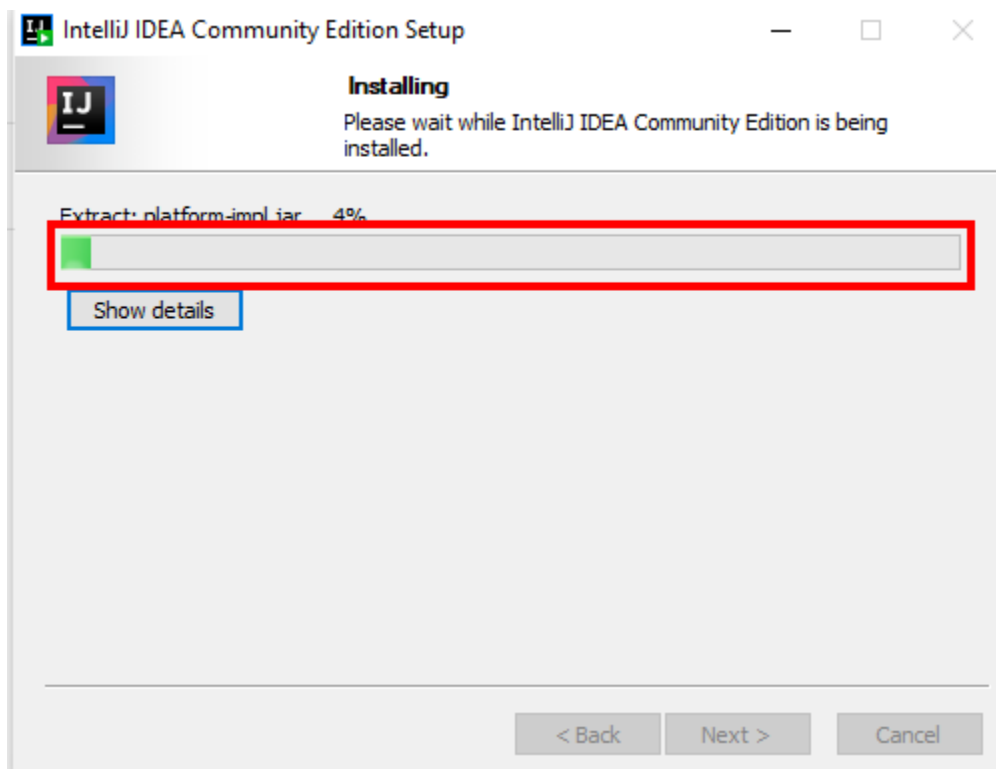 IntelliJ IDEA Community Edition Setup
IJ
Installing
Please wait while IntelliJ IDEA Community Edition is being
installed.
Extract: platform-impl.jar... 4%
Show details
< Back
Next >
Cancel